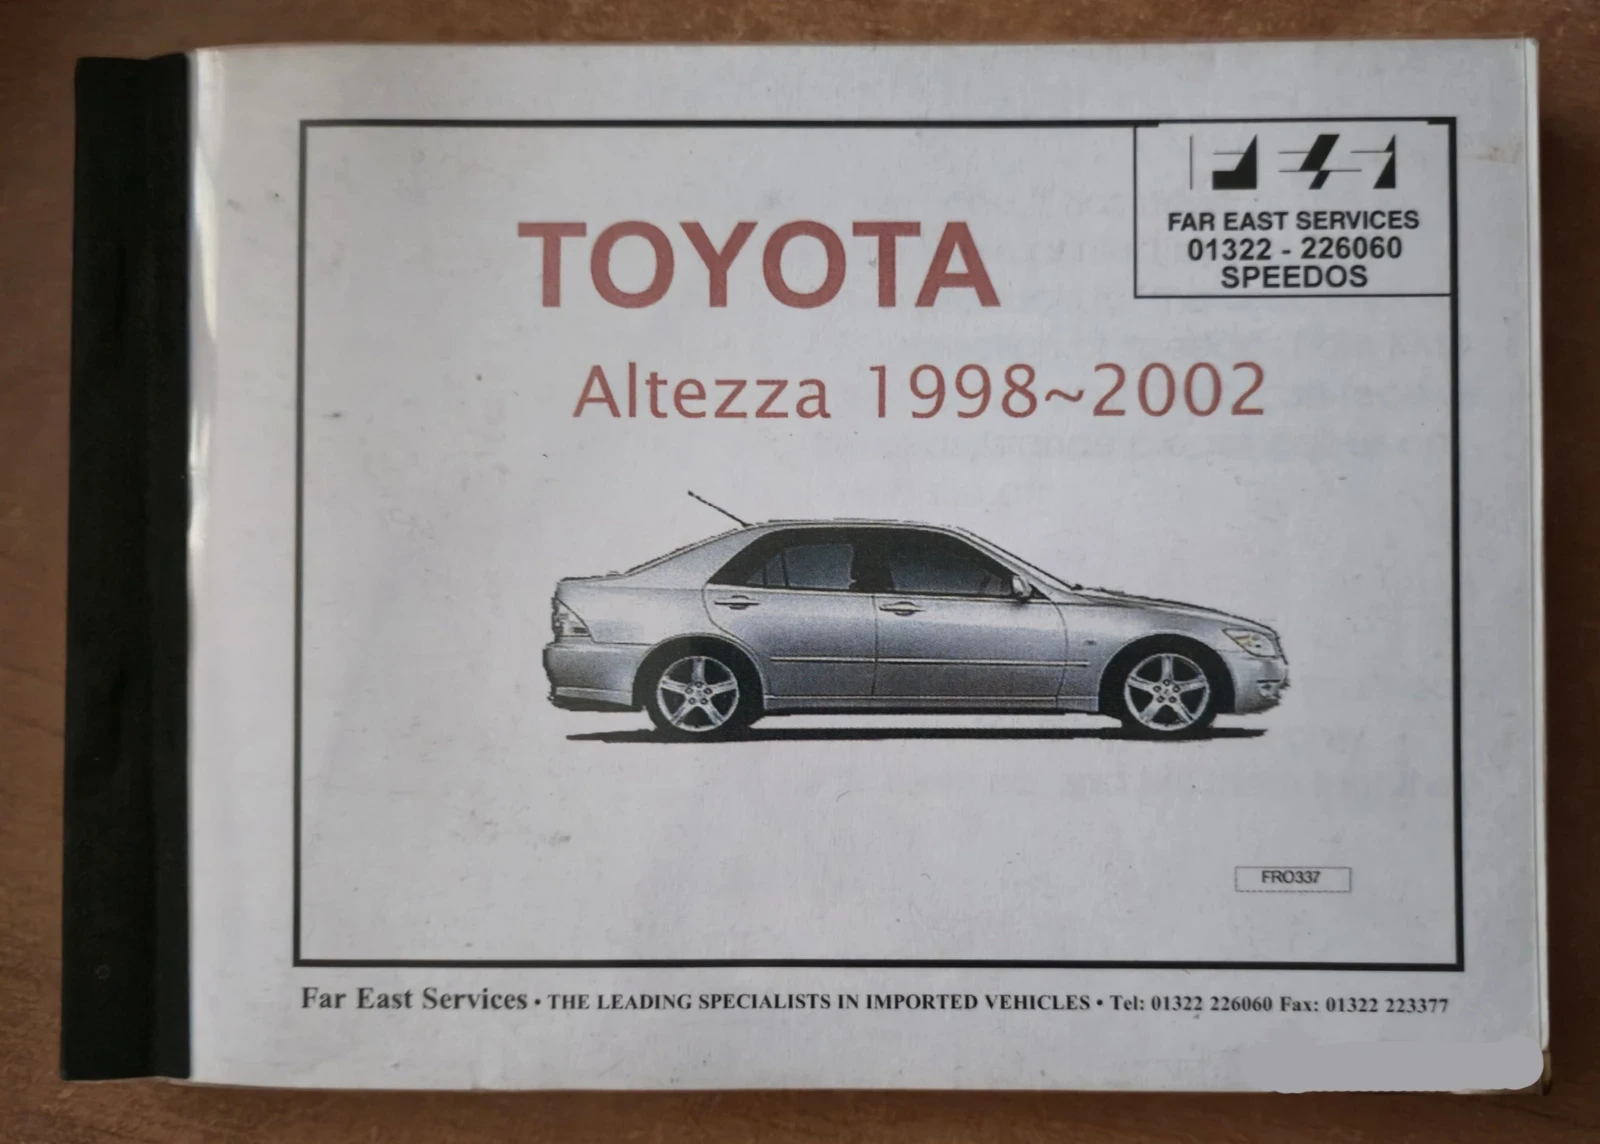 FAR EAST SERVICES
01322 - 226060
SPEEDOS
TOYOTA
Altezza 1998~2002
FRO337
Far East Services • THE LEADING SPECIALISTS IN IMPORTED VEHICLES • Tel: 01322 226060 Fax: 01322 223377